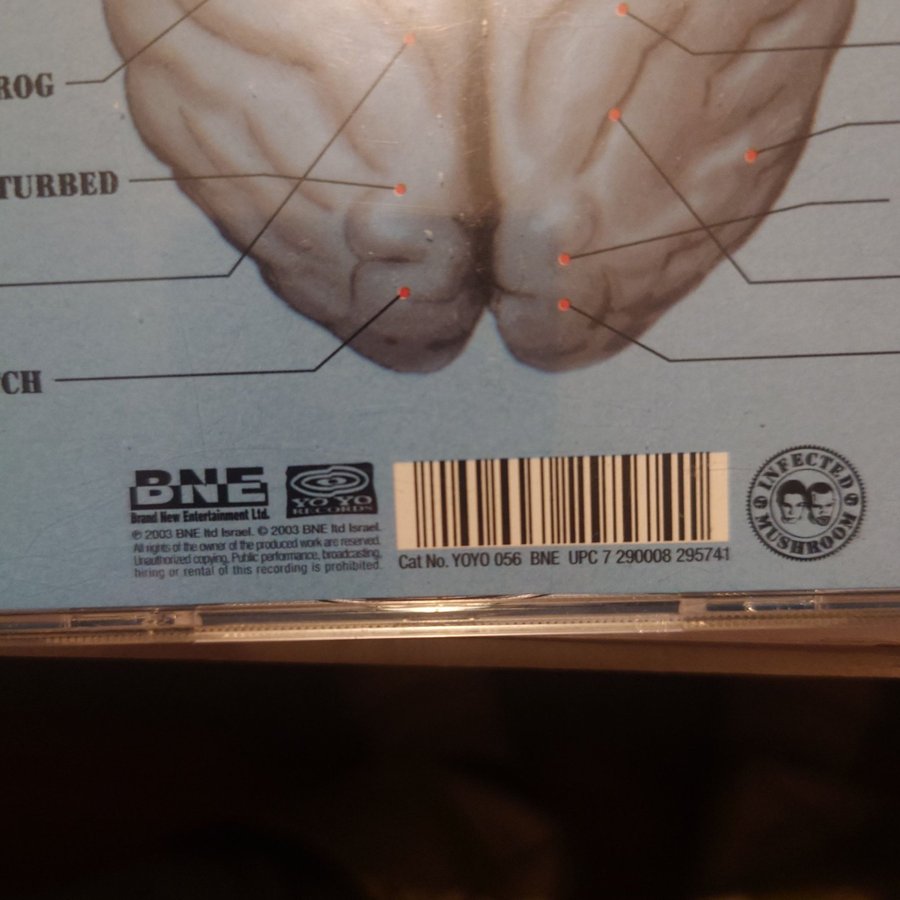 ROG
TURBED
CH
BNE
Brand New Entertainment Ltd.
YOYO
RECORDS
℗ 2003 BNE ltd Israel. © 2003 BNE ltd Israel.
All rights of the owner of the produced work are reserved.
Unauthorized copying, Public performance, broadcasting,
hiring or rental of this recording is prohibited.
Cat No. YOYO 056 BNE UPC 7 290008 295741
INFECTED
MUSHROOM